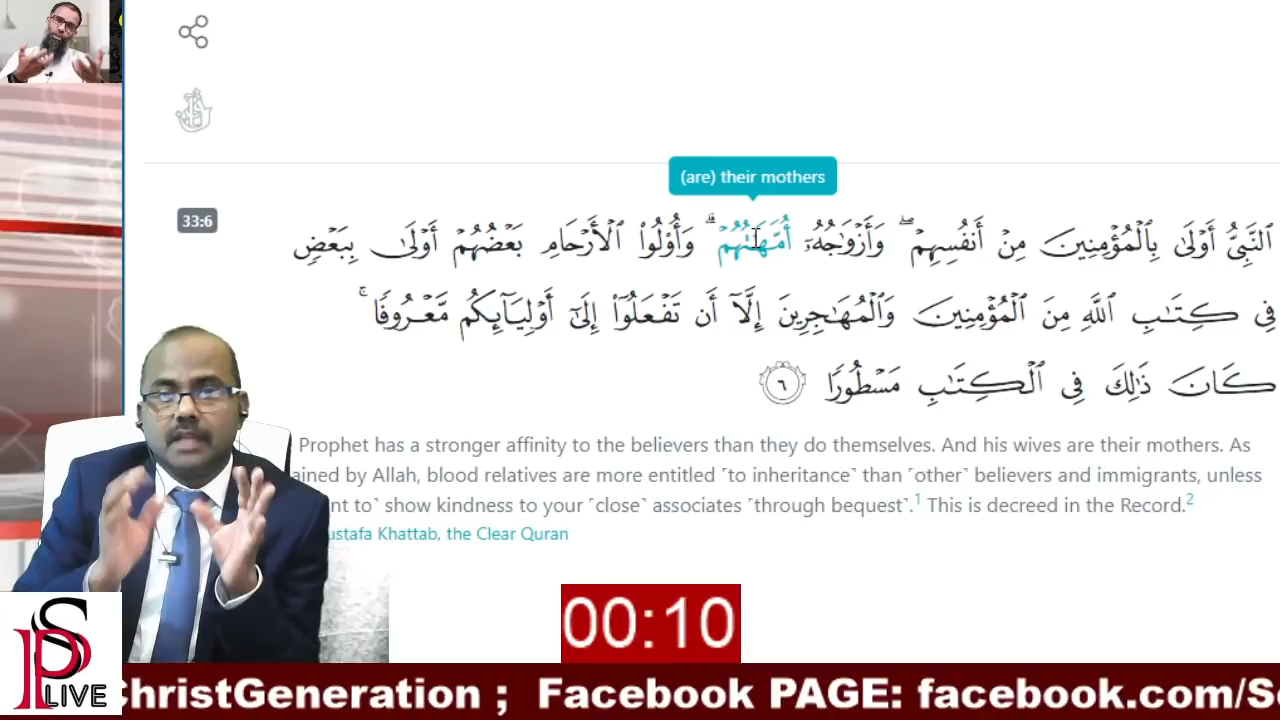 (are) their mothers
33:6
ٱلنَّبِىُّ أَوْلَىٰ بِٱلْمُؤْمِنِينَ مِنْ أَنفُسِهِمْ ۖ وَأَزْوَٰجُهُۥٓ أُمَّهَـٰتُهُمْ ۗ وَأُو۟لُوا۟ ٱلْأَرْحَامِ بَعْضُهُمْ أَوْلَىٰ بِبَعْضٍ
فِى كِتَـٰبِ ٱللَّهِ مِنَ ٱلْمُؤْمِنِينَ وَٱلْمُهَـٰجِرِينَ إِلَّآ أَن تَفْعَلُوٓا۟ إِلَىٰٓ أَوْلِيَآئِكُم مَّعْرُوفًا ۚ
كَانَ ذَٰلِكَ فِى ٱلْكِتَـٰبِ مَسْطُورًا ٦
Prophet has a stronger affinity to the believers than they do themselves. And his wives are their mothers. As
ained by Allah, blood relatives are more entitled ˹to inheritance˺ than ˹other˺ believers and immigrants, unless
nt to˺ show kindness to your ˹close˺ associates ˹through bequest˺.1 This is decreed in the Record.2
ustafa Khattab, the Clear Quran
00:10
SP LIVE
ChristGeneration ; Facebook PAGE: facebook.com/S